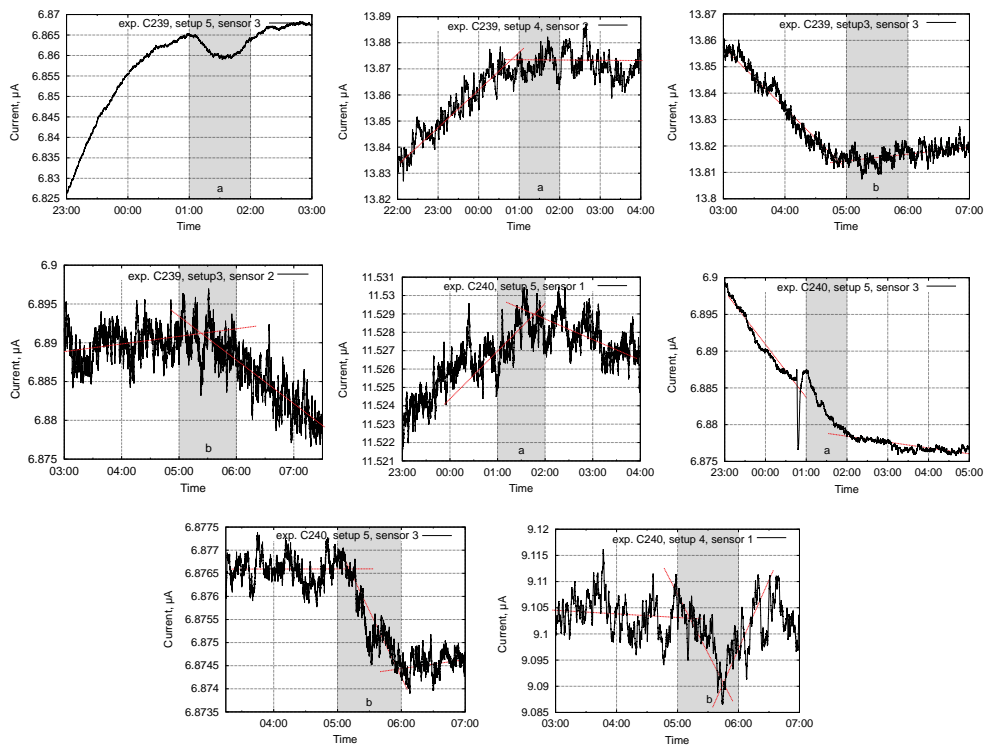 exp. C239, setup 5, sensor 3
Current, µA
6.87
6.865
6.86
6.855
6.85
6.845
6.84
6.835
6.83
6.825
23:00 00:00 01:00 02:00 03:00
a
Time
exp. C239, setup 4, sensor 2
Current, µA
13.89
13.88
13.87
13.86
13.85
13.84
13.83
13.82
22:00 23:00 00:00 01:00 02:00 03:00 04:00
a
Time
exp. C239, setup3, sensor 3
Current, µA
13.87
13.86
13.85
13.84
13.83
13.82
13.81
13.8
03:00 04:00 05:00 06:00 07:00
b
Time
exp. C239, setup3, sensor 2
Current, µA
6.9
6.895
6.89
6.885
6.88
6.875
03:00 04:00 05:00 06:00 07:00
b
Time
exp. C240, setup 5, sensor 1
Current, µA
11.531
11.53
11.529
11.528
11.526
11.525
11.524
11.522
11.521
23:00 00:00 01:00 02:00 03:00 04:00
a
Time
exp. C240, setup 5, sensor 3
Current, µA
6.9
6.895
6.89
6.885
6.88
6.875
23:00 00:00 01:00 02:00 03:00 04:00 05:00
a
Time
exp. C240, setup 5, sensor 3
Current, µA
6.8775
6.877
6.8765
6.876
6.8755
6.875
6.8745
6.874
6.8735
04:00 05:00 06:00 07:00
b
Time
exp. C240, setup 4, sensor 1
Current, µA
9.12
9.115
9.11
9.105
9.1
9.095
9.09
9.085
03:00 04:00 05:00 06:00 07:00
b
Time